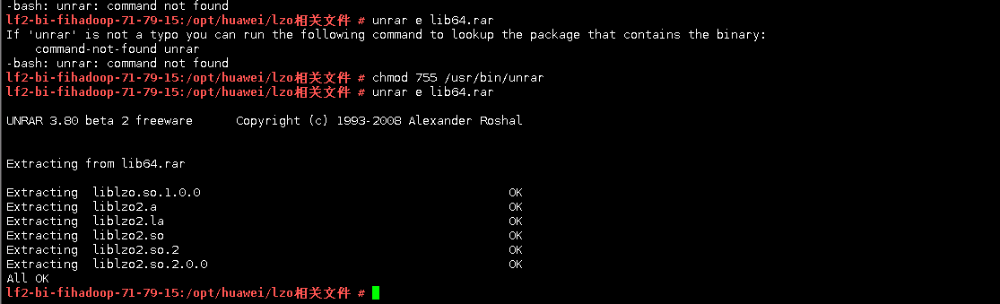 -bash: unrar: command not found
lf2-bi-fihadoop-71-79-15:/opt/huawei/lzo相关文件 # unrar e lib64.rar
If 'unrar' is not a typo you can run the following command to lookup the package that contains the binary:
    command-not-found unrar
-bash: unrar: command not found
lf2-bi-fihadoop-71-79-15:/opt/huawei/lzo相关文件 # chmod 755 /usr/bin/unrar
lf2-bi-fihadoop-71-79-15:/opt/huawei/lzo相关文件 # unrar e lib64.rar
UNRAR 3.80 beta 2 freeware      Copyright (c) 1993-2008 Alexander Roshal
Extracting from lib64.rar
Extracting  liblzo.so.1.0.0                                           OK
Extracting  liblzo2.a                                                 OK
Extracting  liblzo2.la                                                OK
Extracting  liblzo2.so                                                OK
Extracting  liblzo2.so.2                                              OK
Extracting  liblzo2.so.2.0.0                                          OK
All OK
lf2-bi-fihadoop-71-79-15:/opt/huawei/lzo相关文件 #